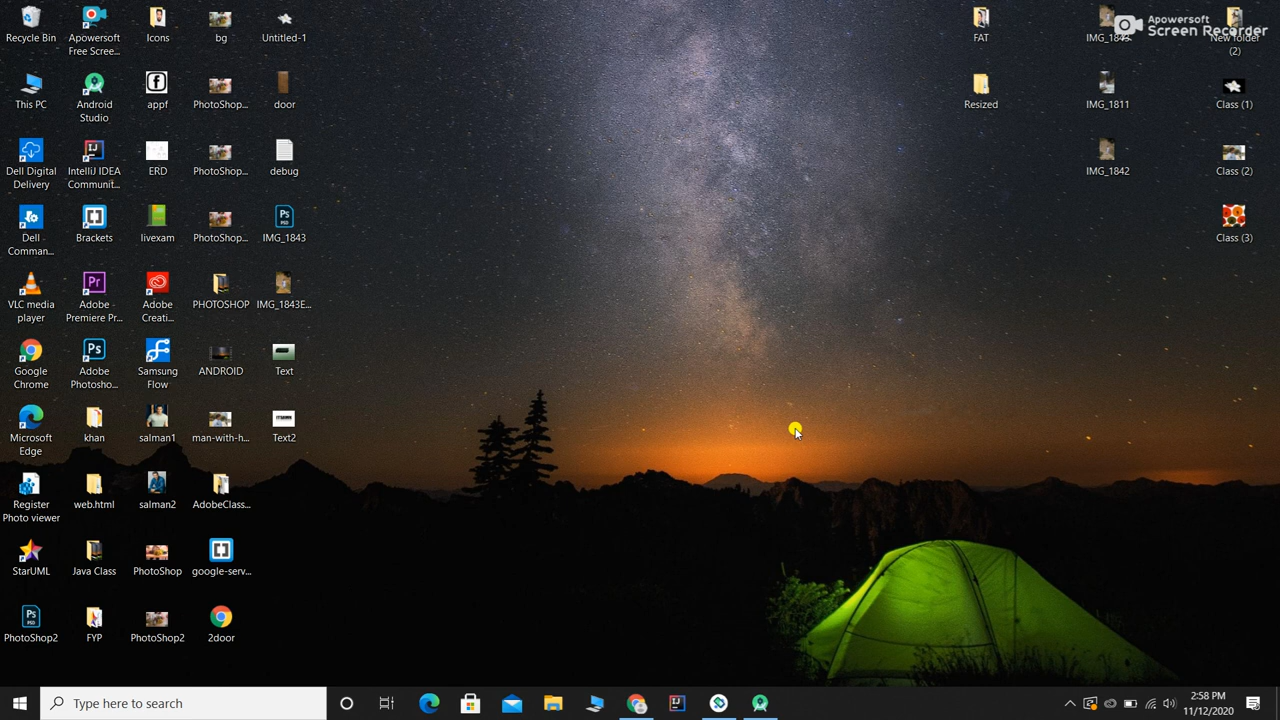 Recycle Bin
Apowersoft
Free Scree...
Icons
bg
Untitled-1
FAT
Apowersoft
Screen Recorder
New folder
(2)
This PC
Android
Studio
appf
PhotoShop...
door
Resized
IMG_1811
Class (1)
Dell Digital
Delivery
IntelliJ IDEA
Communit...
ERD
PhotoShop...
debug
IMG_1842
Class (2)
Dell
Comman...
Brackets
livexam
PhotoShop...
IMG_1843
Class (3)
VLC media
player
Adobe
Premiere Pr...
Adobe
Creati...
PHOTOSHOP
IMG_1843E...
Google
Chrome
Adobe
Photosho...
Samsung
Flow
ANDROID
Text
Microsoft
Edge
khan
salman1
man-with-h...
Text2
Register
Photo viewer
web.html
salman2
AdobeClass...
StarUML
Java Class
PhotoShop
google-serv...
PhotoShop2
FYP
PhotoShop2
2door
Type here to search
2:58 PM
11/12/2020